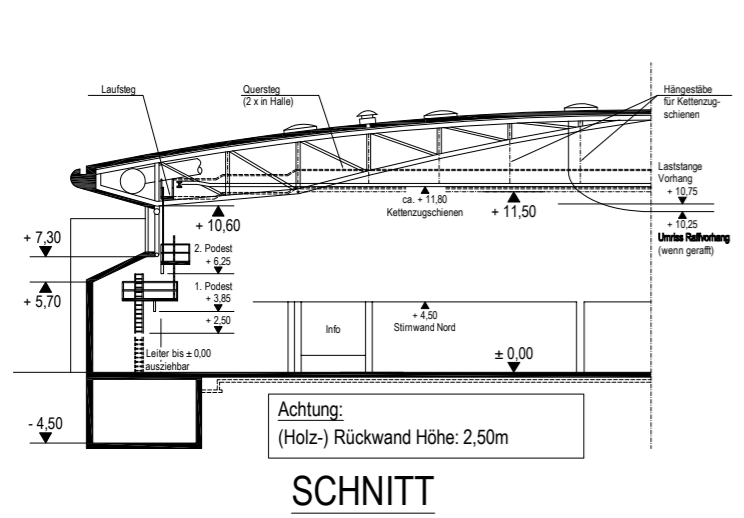 Laufsteg
Quersteg
(2 x in Halle)
Hängestäbe
für Kettenzug-
schienen
Laststange
Vorhang
+ 10,75
+ 10,25
Umriss Raffvorhang
(wenn gerafft)
ca. + 11,80
Kettenzugschienen
+ 11,50
+ 10,60
+ 7,30
2. Podest
+ 6,25
+ 5,70
1. Podest
+ 3,85
+ 2,50
+ 4,50
Stirnwand Nord
Info
Leiter bis ± 0,00
ausziehbar
± 0,00
- 4,50
Achtung:
(Holz-) Rückwand Höhe: 2,50m
SCHNITT